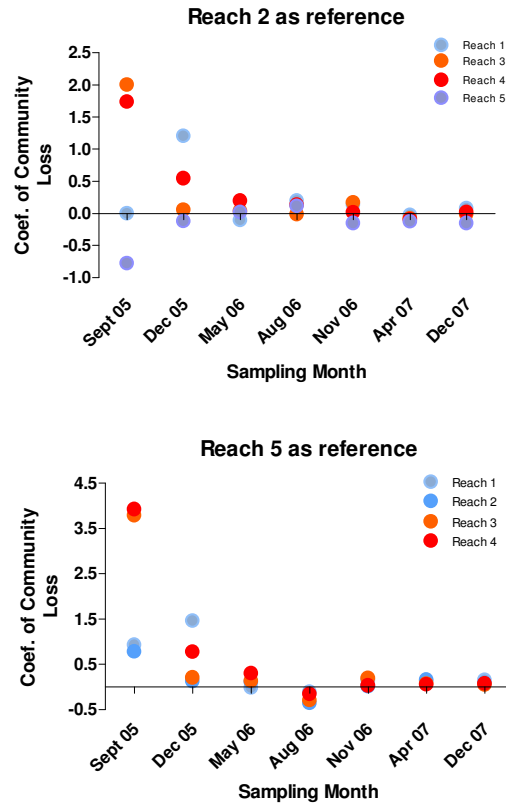 Reach 2 as reference
Reach 1
Reach 3
Reach 4
Reach 5
Coef. of Community
Loss
2.5
2.0
1.5
1.0
0.5
0.0
-0.5
-1.0
Sept 05
Dec 05
May 06
Aug 06
Nov 06
Apr 07
Dec 07
Sampling Month
Reach 5 as reference
Reach 1
Reach 2
Reach 3
Reach 4
Coef. of Community
Loss
4.5
3.5
2.5
1.5
0.5
-0.5
Sept 05
Dec 05
May 06
Aug 06
Nov 06
Apr 07
Dec 07
Sampling Month